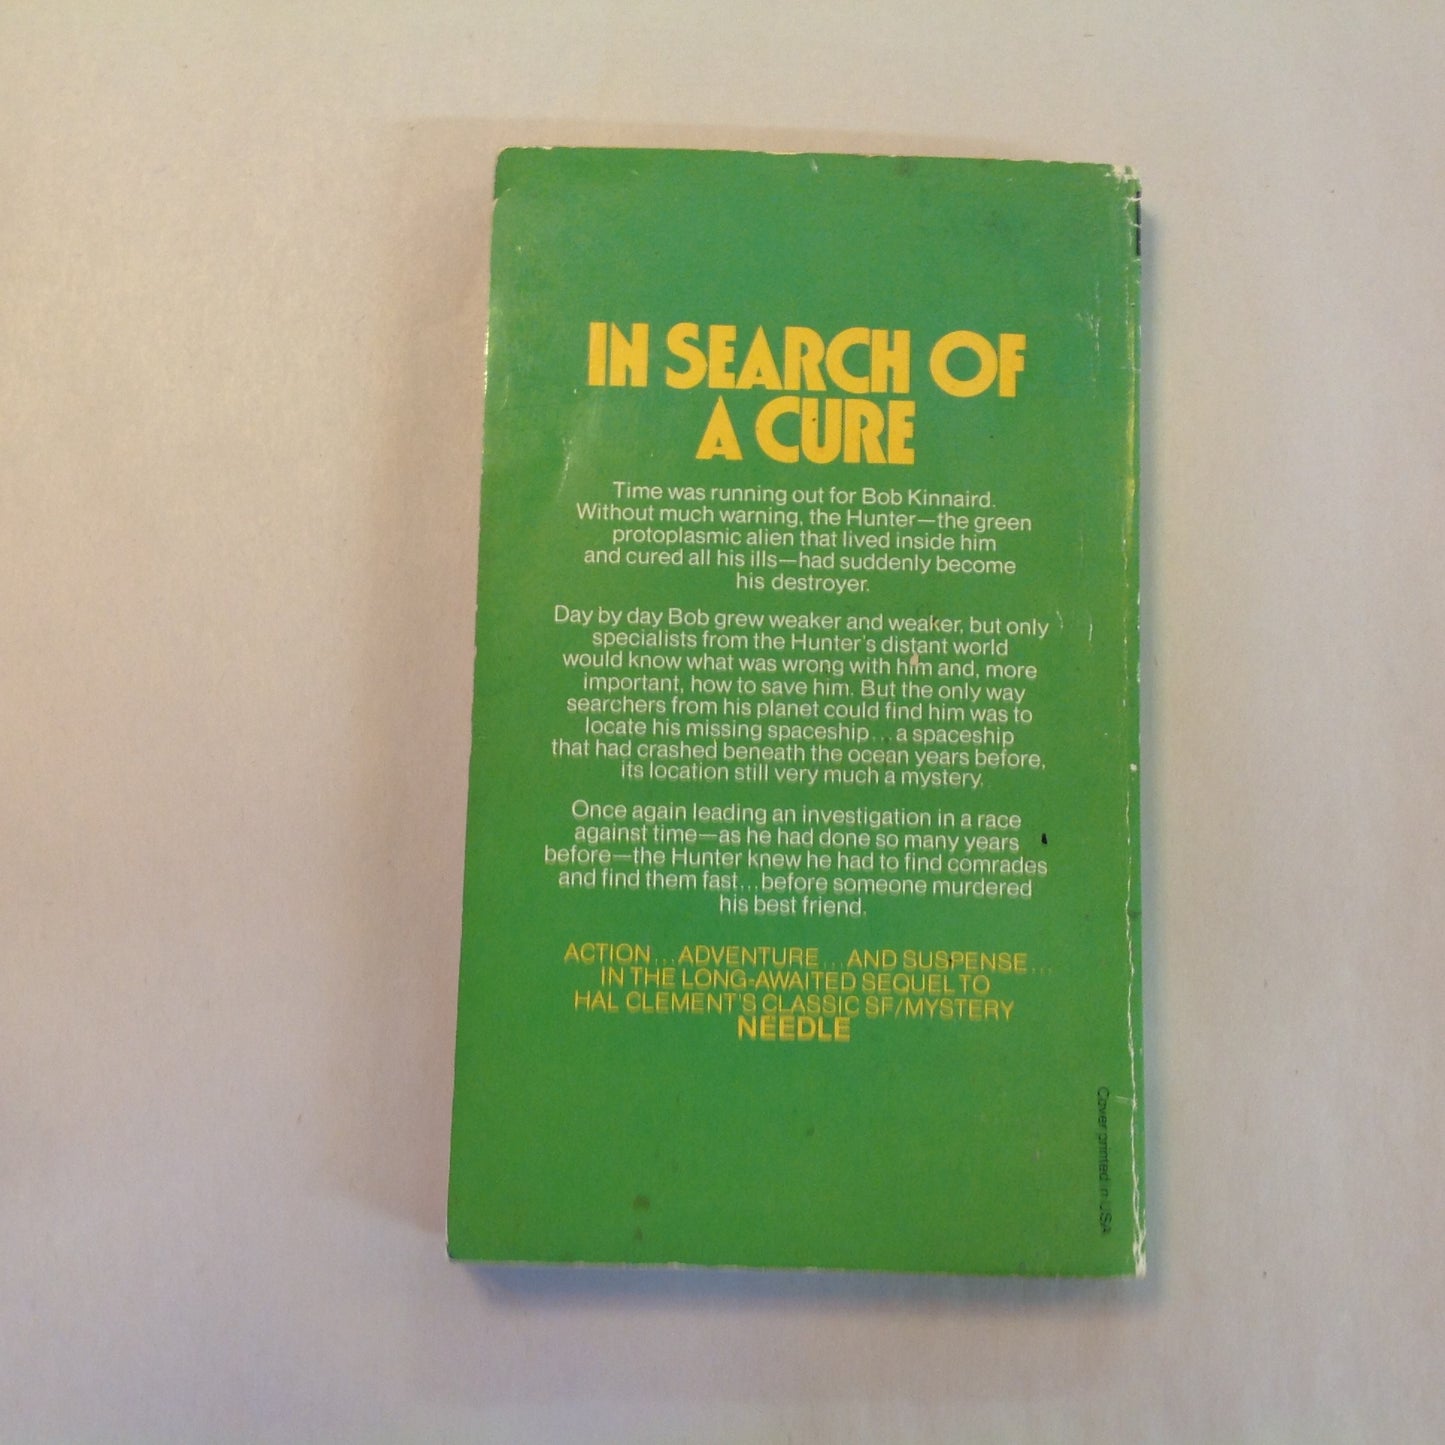 IN SEARCH OF
A CURE
Time was running out for Bob Kinnaird.
Without much warning, the Hunter—the green
protoplasmic alien that lived inside him
and cured all his ills—had suddenly become
his destroyer.
Day by day Bob grew weaker and weaker, but only
specialists from the Hunter's distant world
would know what was wrong with him and, more
important, how to save him. But the only way
searchers from his planet could find him was to
locate his missing spaceship...a spaceship
that had crashed beneath the ocean years before,
its location still very much a mystery.
Once again leading an investigation in a race
against time—as he had done so many years
before—the Hunter knew he had to find comrades
and find them fast...before someone murdered
his best friend.
ACTION...ADVENTURE...AND SUSPENSE...
IN THE LONG-AWAITED SEQUEL TO
HAL CLEMENT'S CLASSIC SF/MYSTERY
NEEDLE
Cover printed in USA